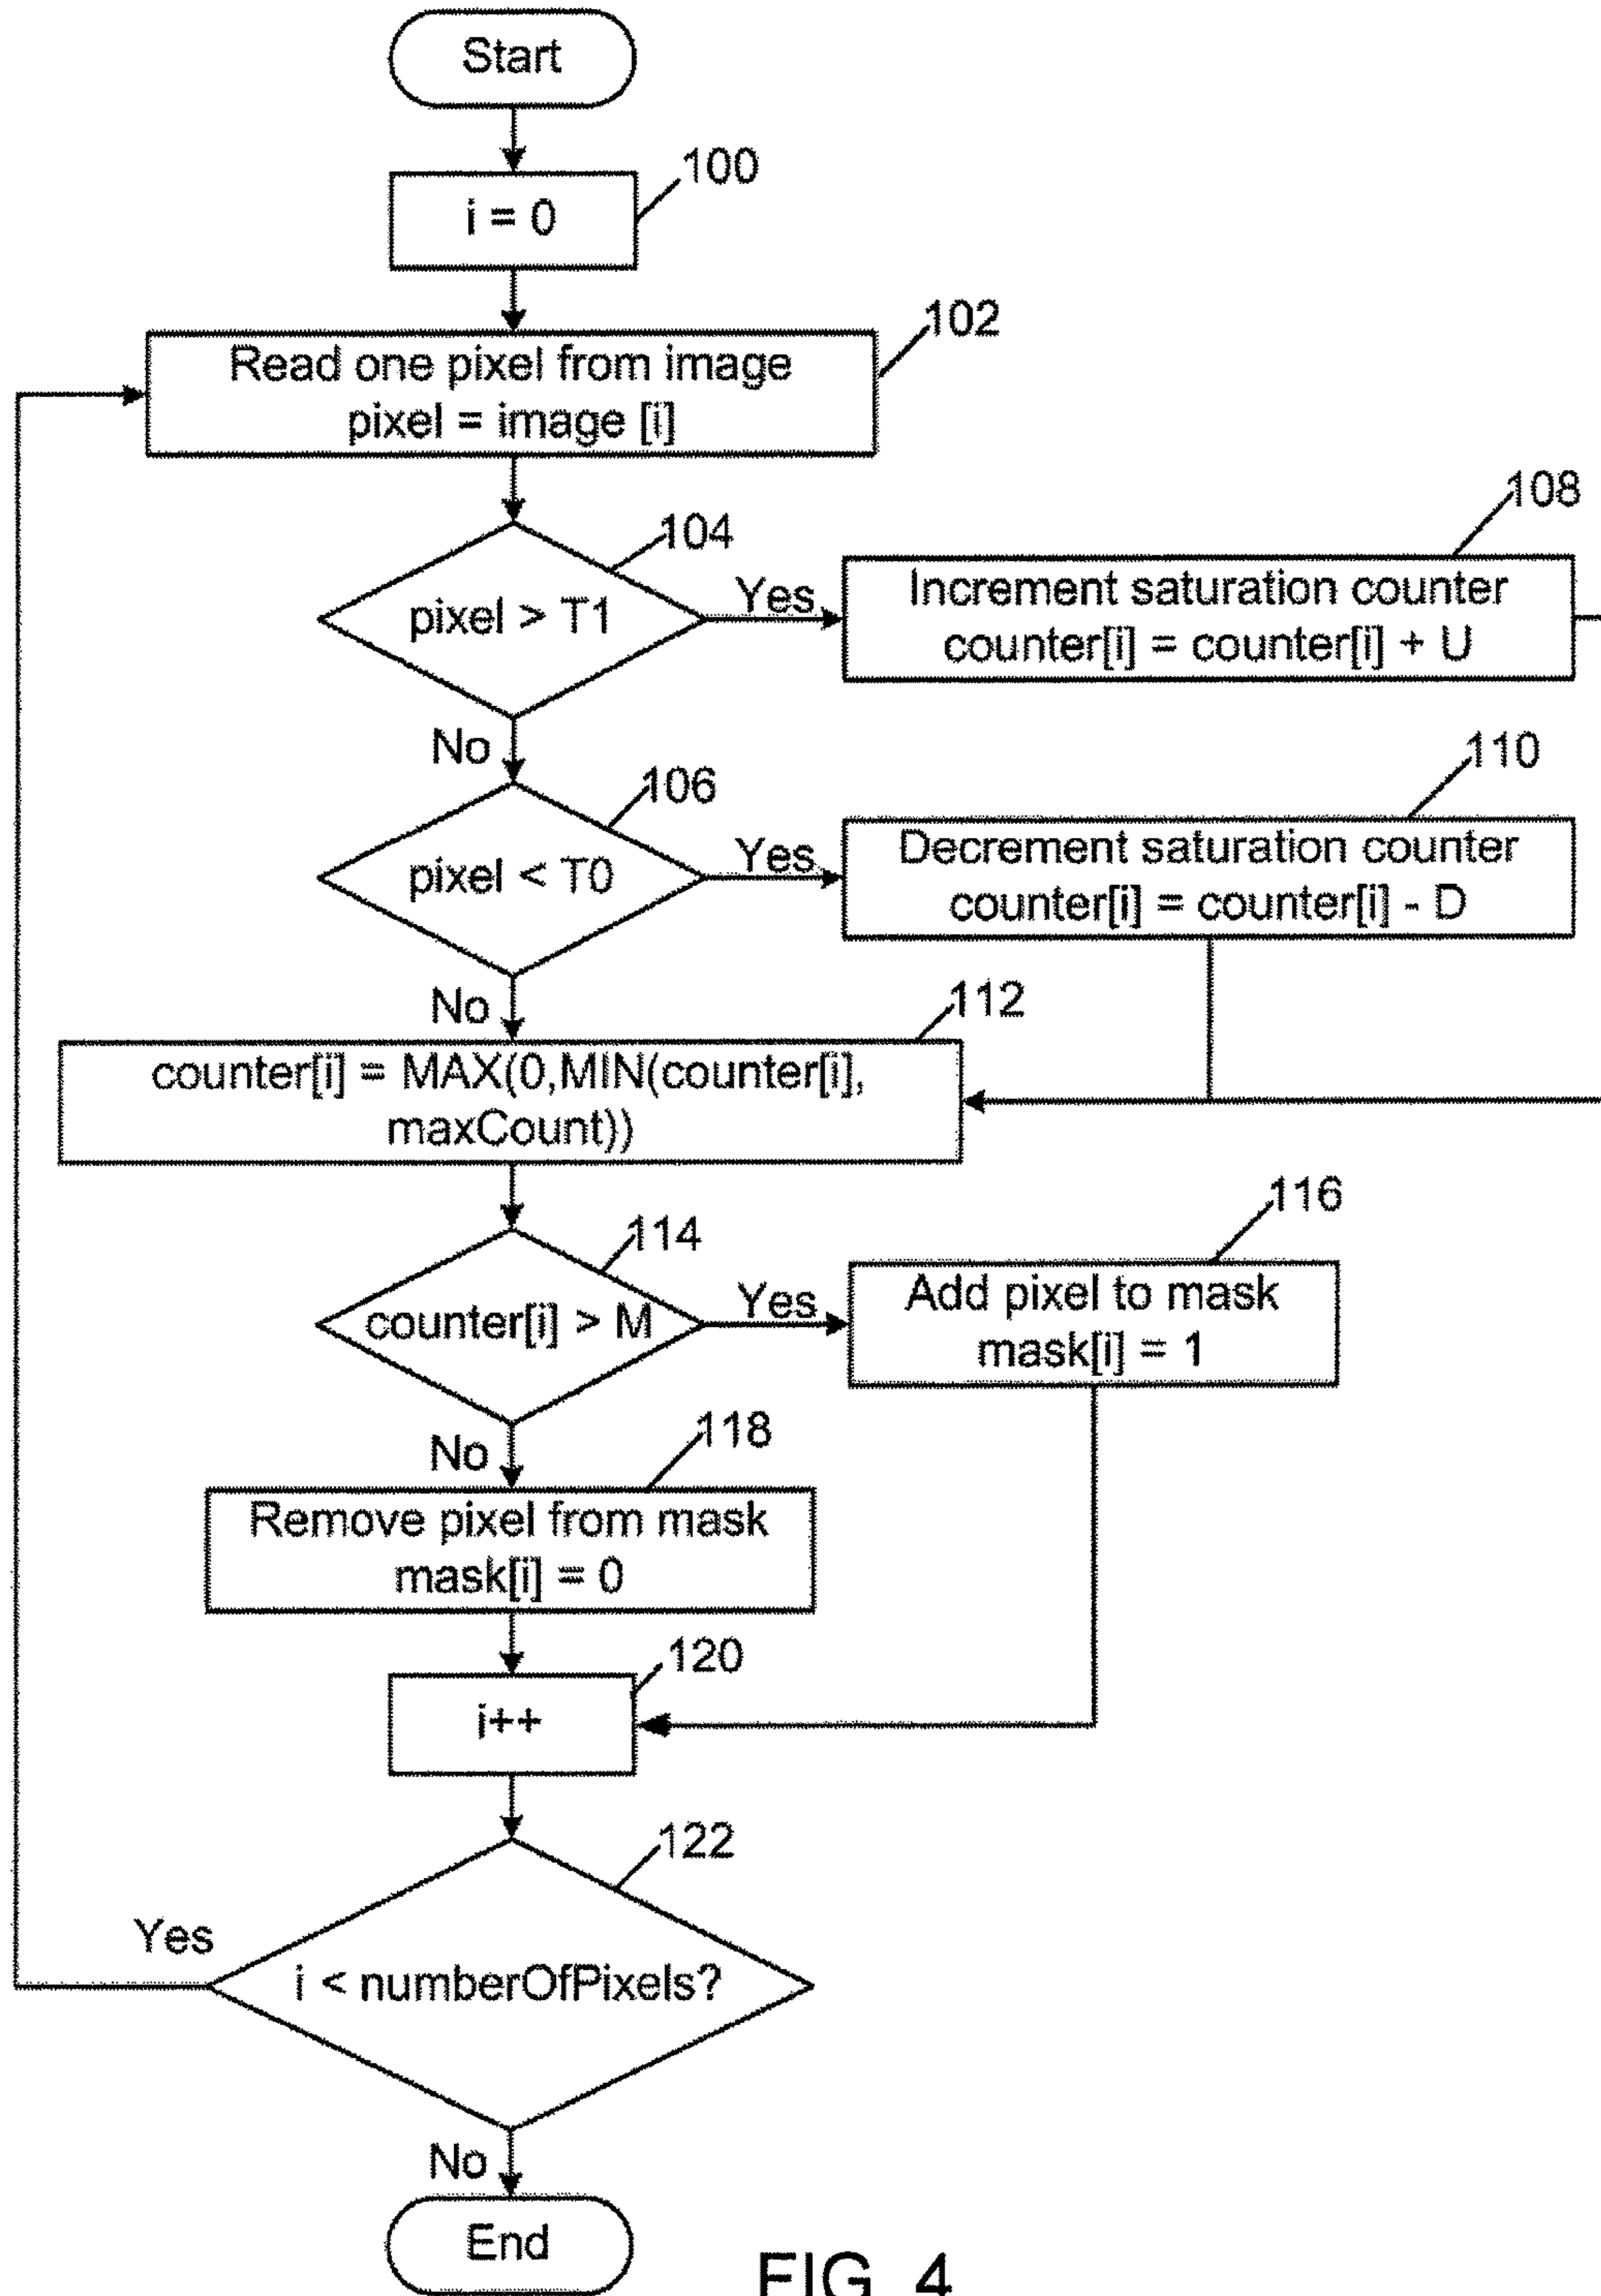 Start
100
i = 0
102
Read one pixel from image
pixel = image [i]
104
pixel > T1
Yes
108
Increment saturation counter
counter[i] = counter[i] + U
No
106
pixel < T0
Yes
110
Decrement saturation counter
counter[i] = counter[i] - D
No
112
counter[i] = MAX(0,MIN(counter[i],
maxCount))
114
counter[i] > M
Yes
116
Add pixel to mask
mask[i] = 1
No
118
Remove pixel from mask
mask[i] = 0
120
i++
122
Yes
i < numberOfPixels?
No
End
FIG. 4